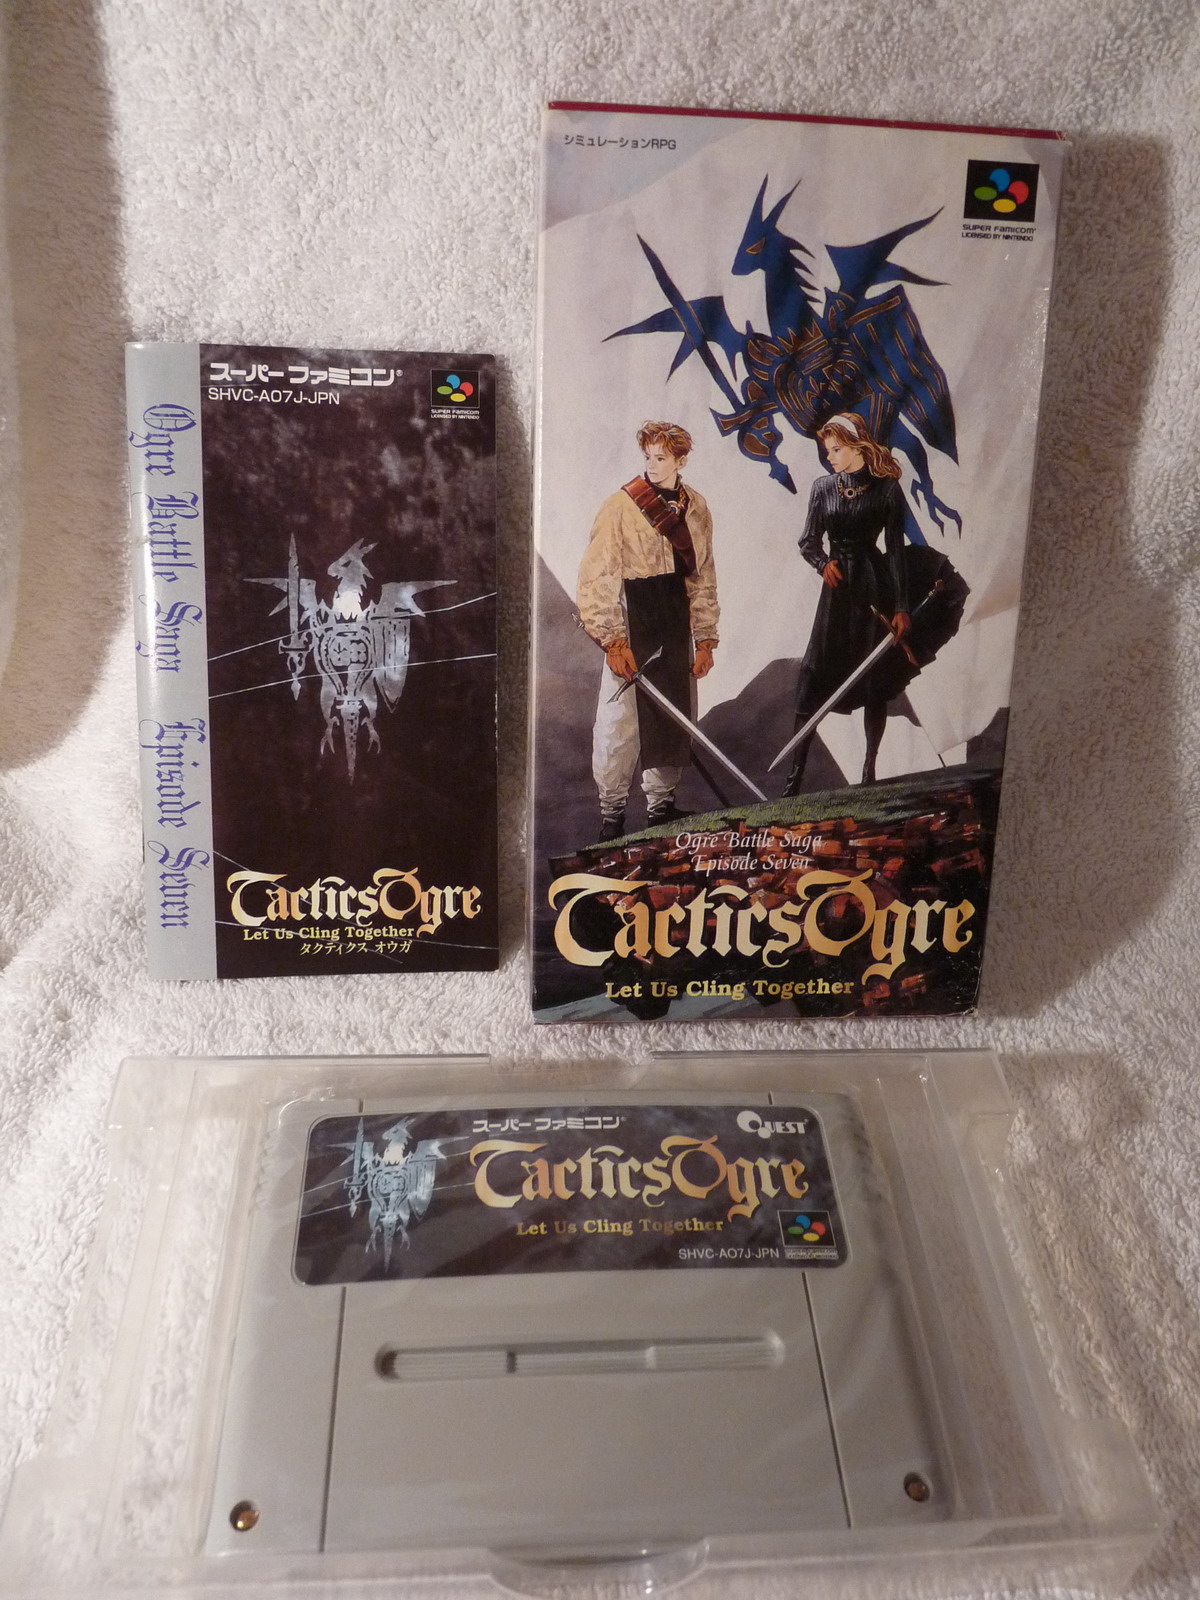 シミュレーションRPG
SUPER FAMICOM
LICENSED BY NINTENDO
Ogre Battle Saga
Episode Seven
TacticsOgre
Let Us Cling Together
スーパーファミコン®
SHVC-AO7J-JPN
SUPER FAMICOM
LICENSED BY NINTENDO
Ogre Battle Saga Episode Seven
TacticsOgre
Let Us Cling Together
タクティクス オウガ
スーパーファミコン®
QUEST
TacticsOgre
Let Us Cling Together
SHVC-AO7J-JPN